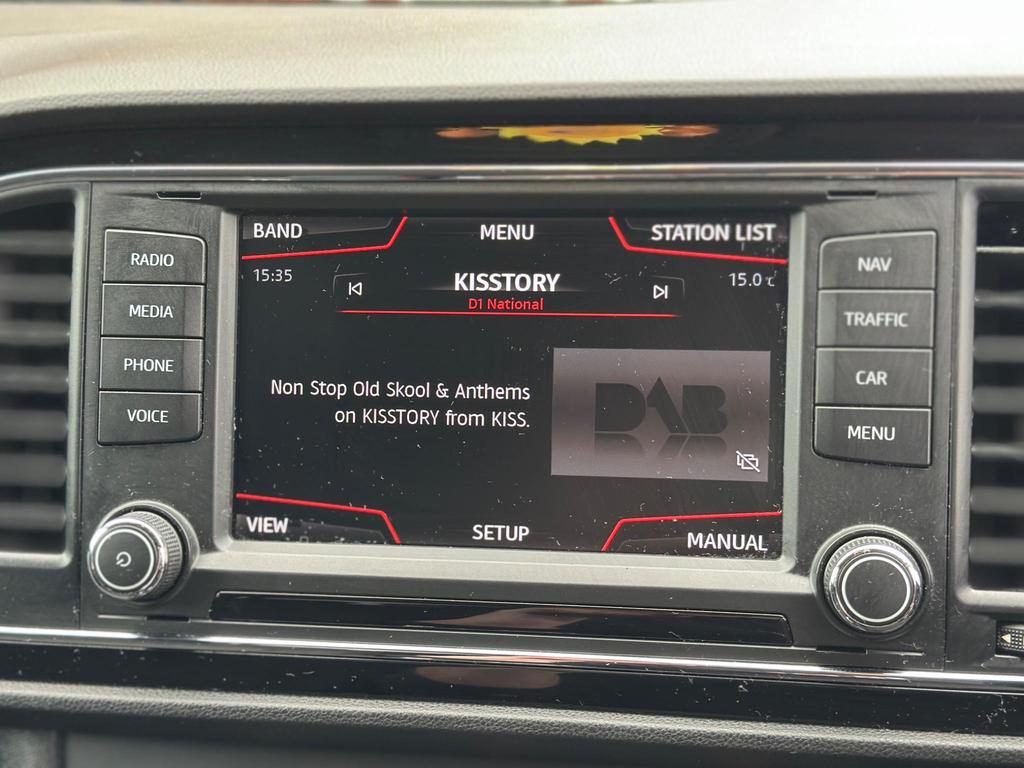 BAND
MENU
STATION LIST
15:35
KISSTORY
15.0 c
D1 National
RADIO
MEDIA
PHONE
VOICE
Non Stop Old Skool & Anthems
on KISSTORY from KISS.
DAB
NAV
TRAFFIC
CAR
MENU
VIEW
SETUP
MANUAL